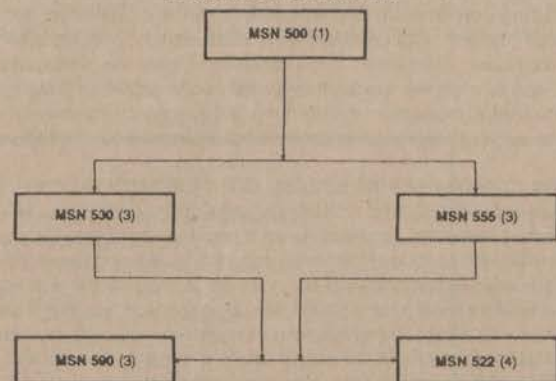 MSN 500 (1)
MSN 530 (3)
MSN 555 (3)
MSN 590 (3)
MSN 522 (4)